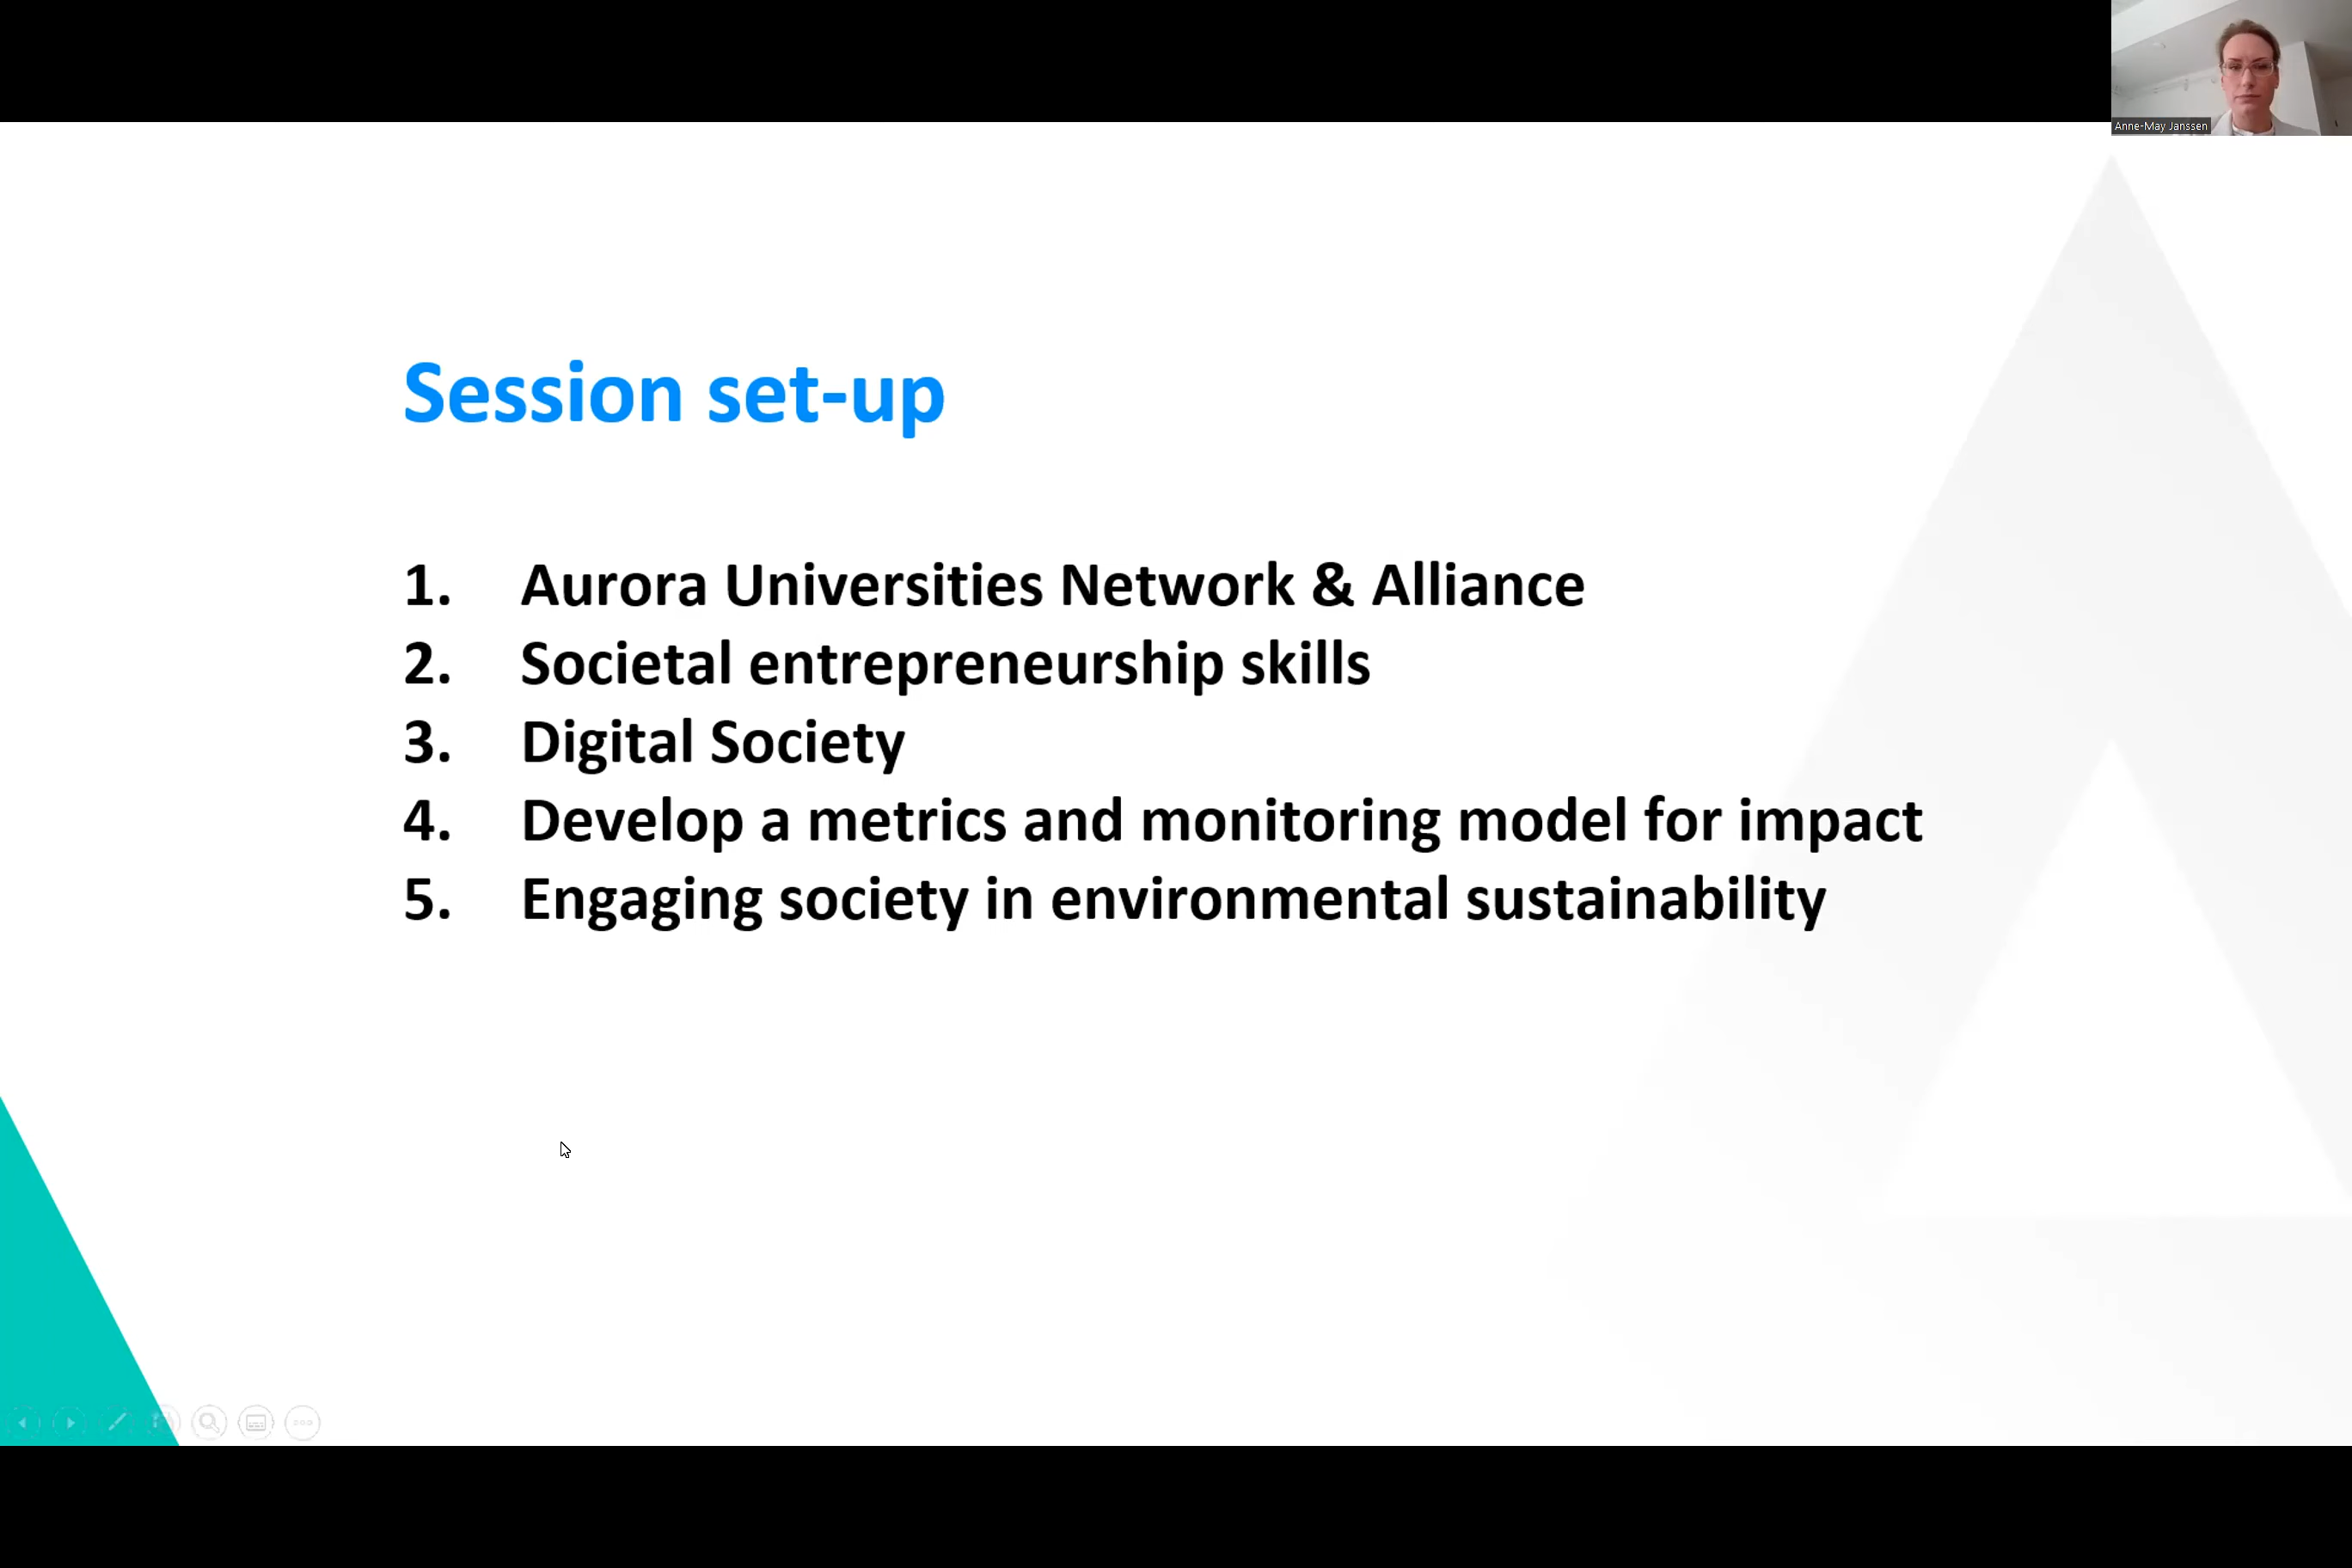 Anne-May Janssen
Session set-up
1. Aurora Universities Network & Alliance
2. Societal entrepreneurship skills
3. Digital Society
4. Develop a metrics and monitoring model for impact
5. Engaging society in environmental sustainability